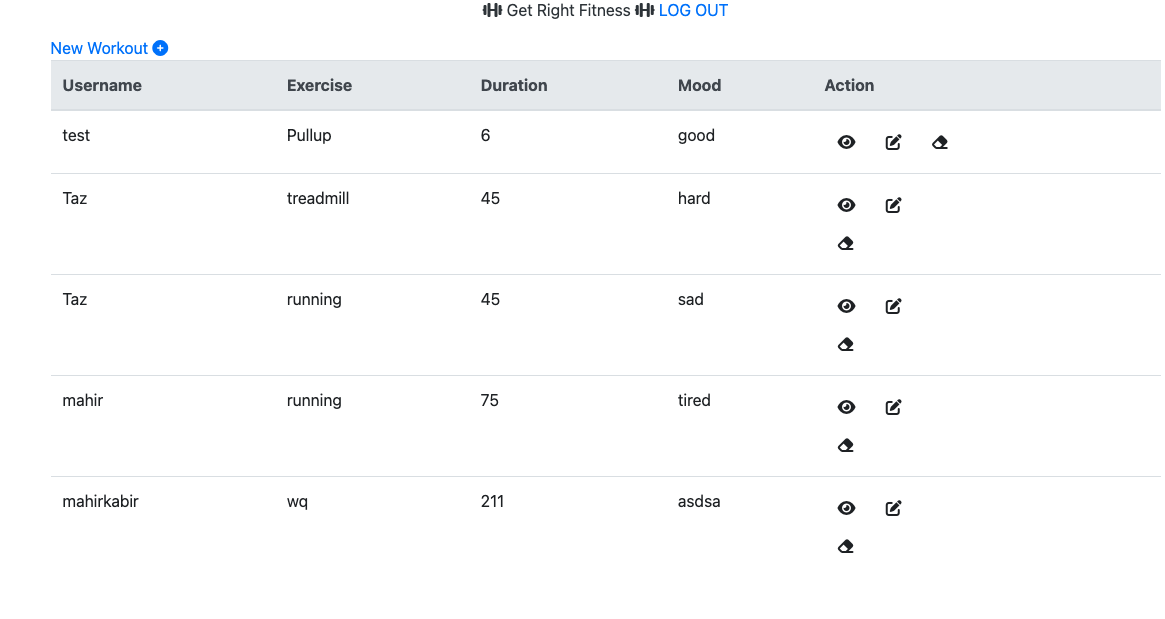 Get Right Fitness LOG OUT
New Workout
Username Exercise Duration Mood Action
test Pullup 6 good
Taz treadmill 45 hard
Taz running 45 sad
mahir running 75 tired
mahirkabir wq 211 asdsa